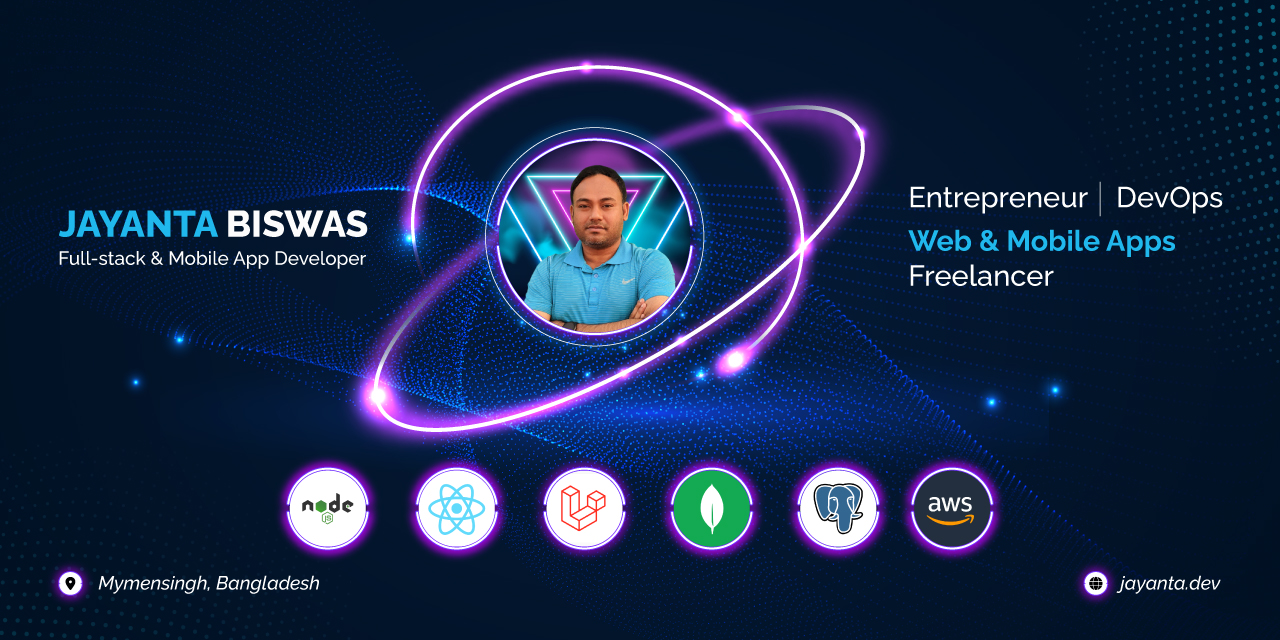 JAYANTA BISWAS
Full-stack & Mobile App Developer
Entrepreneur | DevOps
Web & Mobile Apps
Freelancer
node
JS
aws
Mymensingh, Bangladesh
jayanta.dev